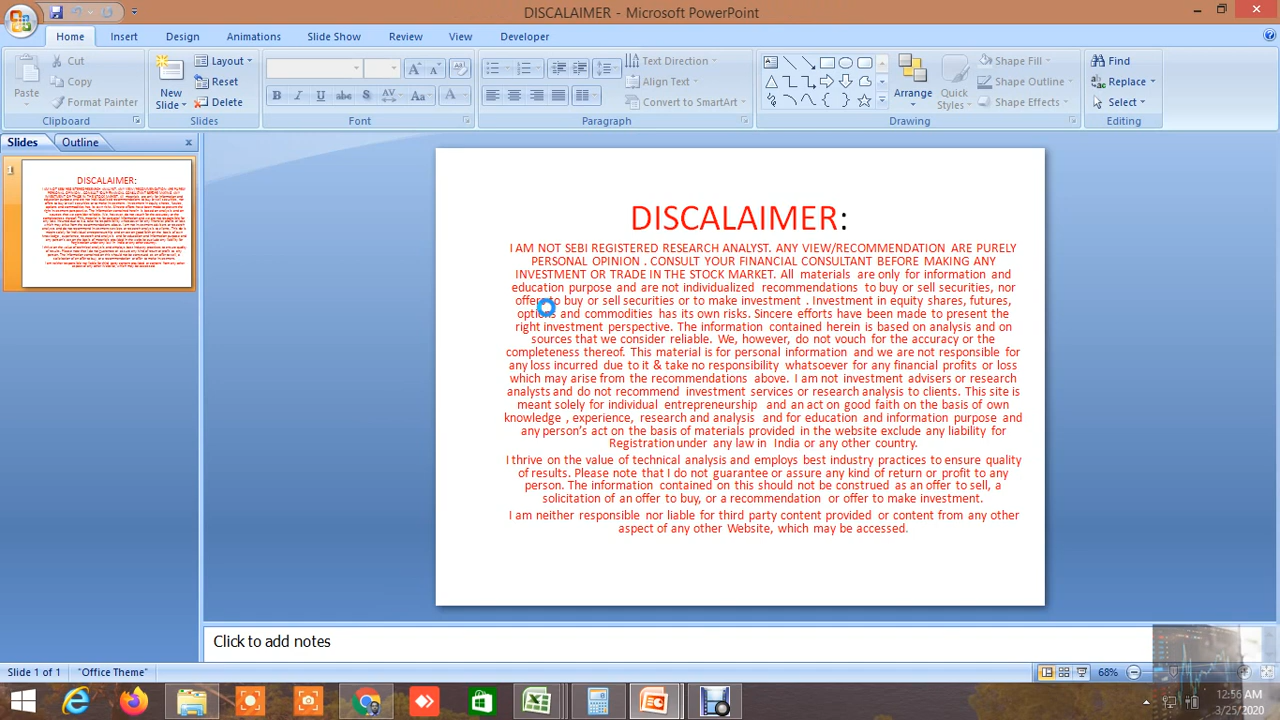 DISCALAIMER - Microsoft PowerPoint
Home Insert Design Animations Slide Show Review View Developer
Paste Cut Copy Format Painter Clipboard
New Slide Layout Reset Delete Slides
Font
Text Direction Align Text Convert to SmartArt Paragraph
Arrange Quick Styles Shape Fill Shape Outline Shape Effects Drawing
Find Replace Select Editing
Slides Outline
1
DISCALAIMER:
DISCALAIMER:
I AM NOT SEBI REGISTERED RESEARCH ANALYST. ANY VIEW/RECOMMENDATION ARE PURELY
PERSONAL OPINION . CONSULT YOUR FINANCIAL CONSULTANT BEFORE MAKING ANY
INVESTMENT OR TRADE IN THE STOCK MARKET. All materials are only for information and
education purpose and are not individualized recommendations to buy or sell securities, nor
offers to buy or sell securities or to make investment . Investment in equity shares, futures,
options and commodities has its own risks. Sincere efforts have been made to present the
right investment perspective. The information contained herein is based on analysis and on
sources that we consider reliable. We, however, do not vouch for the accuracy or the
completeness thereof. This material is for personal information and we are not responsible for
any loss incurred due to it & take no responsibility whatsoever for any financial profits or loss
which may arise from the recommendations above. I am not investment advisers or research
analysts and do not recommend investment services or research analysis to clients. This site is
meant solely for individual entrepreneurship and an act on good faith on the basis of own
knowledge , experience, research and analysis and for education and information purpose and
any person's act on the basis of materials provided in the website exclude any liability for
Registration under any law in India or any other country.
I thrive on the value of technical analysis and employs best industry practices to ensure quality
of results. Please note that I do not guarantee or assure any kind of return or profit to any
person. The information contained on this should not be construed as an offer to sell, a
solicitation of an offer to buy, or a recommendation or offer to make investment.
I am neither responsible nor liable for third party content provided or content from any other
aspect of any other Website, which may be accessed.
Click to add notes
Slide 1 of 1 "Office Theme" 68%
12:56 AM
3/25/2020